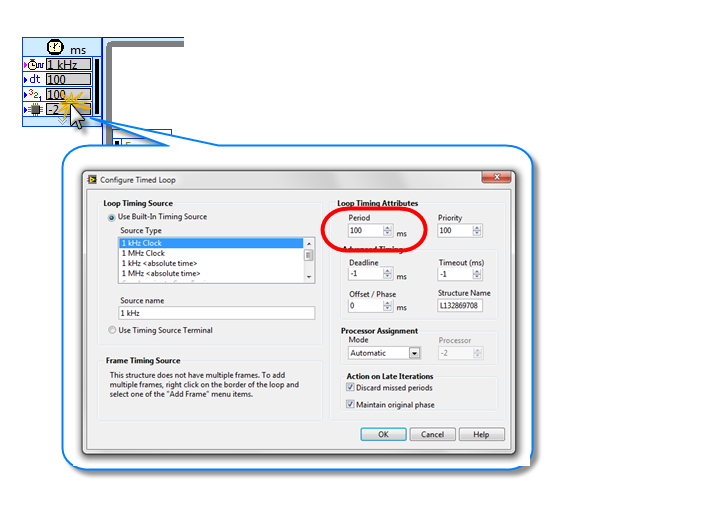 ms
1 kHz
dt 100
321 100
-2
Configure Timed Loop
Loop Timing Source
Use Built-In Timing Source
Source Type
1 kHz Clock
1 MHz Clock
1 kHz <absolute time>
1 MHz <absolute time>
Source name
1 kHz
Use Timing Source Terminal
Frame Timing Source
This structure does not have multiple frames. To add
multiple frames, right click on the border of the loop and
select one of the "Add Frame" menu items.
Loop Timing Attributes
Period
Priority
100 ms
100
Advanced Timing
Deadline
Timeout (ms)
-1 ms
-1
Offset / Phase
Structure Name
0 ms
L132869708
Processor Assignment
Mode
Processor
Automatic
-2
Action on Late Iterations
Discard missed periods
Maintain original phase
OK
Cancel
Help